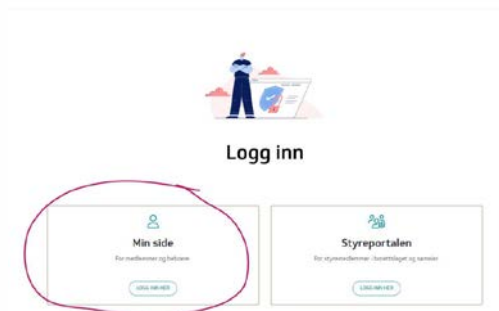 Logg inn
Min side
For medlemmer og beboere
LOGG INN HER
Styreportalen
For styremedlemmer i borettslaget og sameier
LOGG INN HER